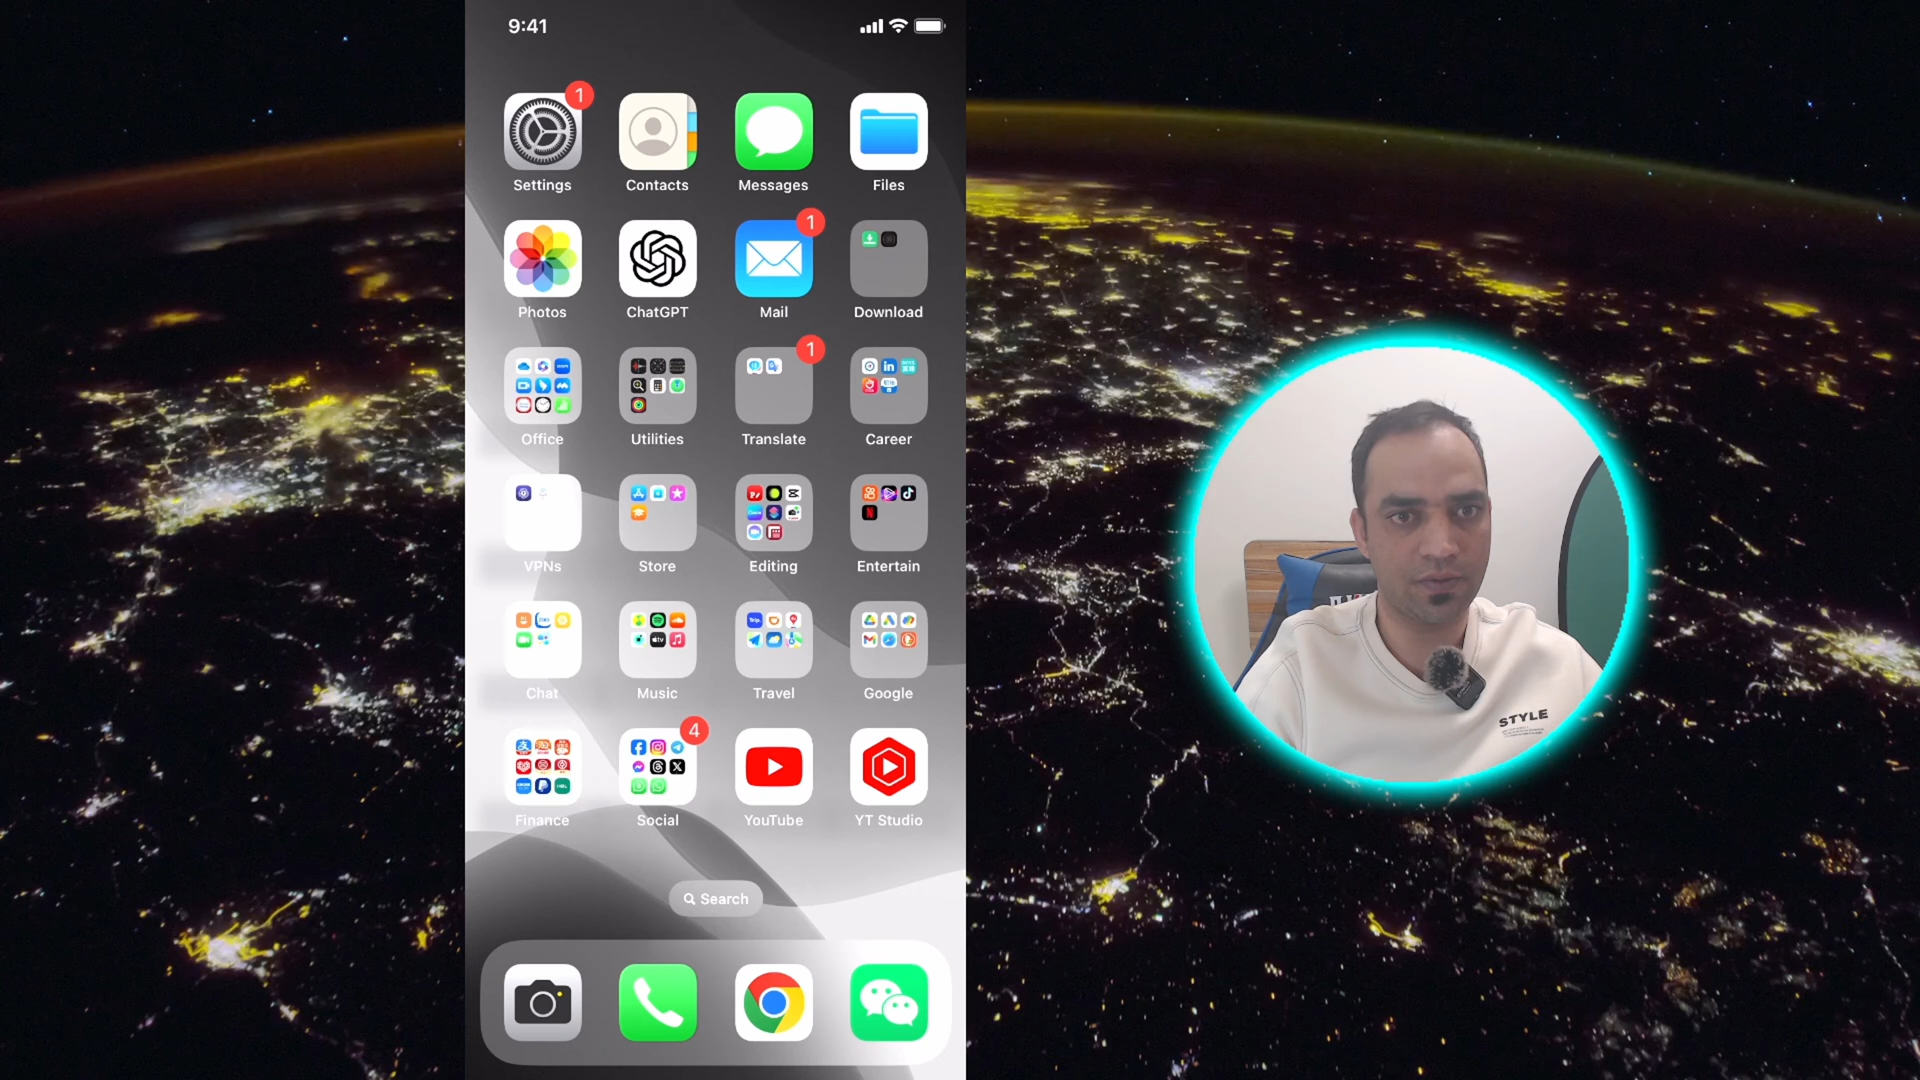 9:41
1
Settings
Contacts
Messages
Files
1
Photos
ChatGPT
Mail
Download
1
Office
Utilities
Translate
Career
VPNs
Store
Editing
Entertain
Chat
Music
Travel
Google
4
Finance
Social
YouTube
YT Studio
Search
STYLE